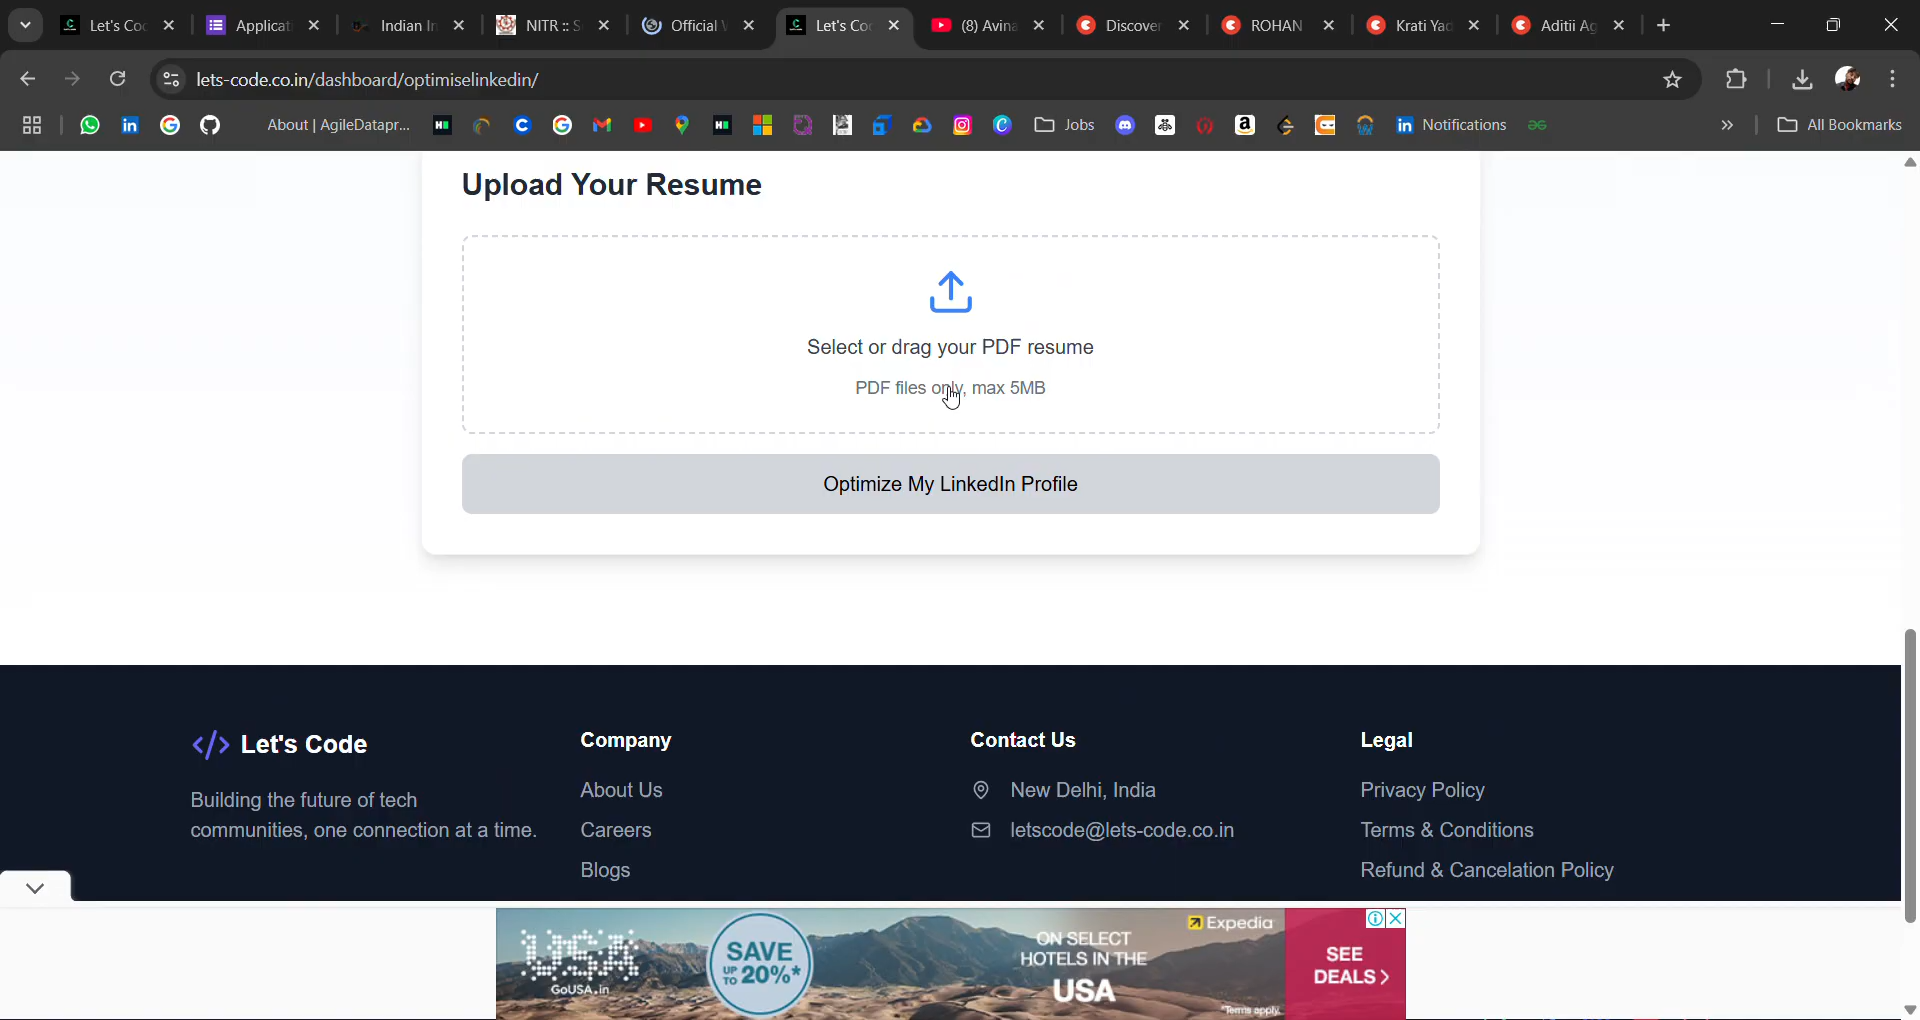 Let's Co
Applicat
Indian In
NITR :: S
Official
Let's Co
(8) Avina
Discover
ROHAN
Krati Yad
Aditii Ag
lets-code.co.in/dashboard/optimiselinkedin/
About | AgileDatapr...
Jobs
Notifications
All Bookmarks
Upload Your Resume
Select or drag your PDF resume
PDF files only, max 5MB
Optimize My LinkedIn Profile
</> Let's Code
Building the future of tech
communities, one connection at a time.
Company
About Us
Careers
Blogs
Contact Us
New Delhi, India
letscode@lets-code.co.in
Legal
Privacy Policy
Terms & Conditions
Refund & Cancelation Policy
USA
GoUSA.in
SAVE
UP TO 20%*
ON SELECT
HOTELS IN THE
USA
Expedia
*Terms apply.
SEE
DEALS >